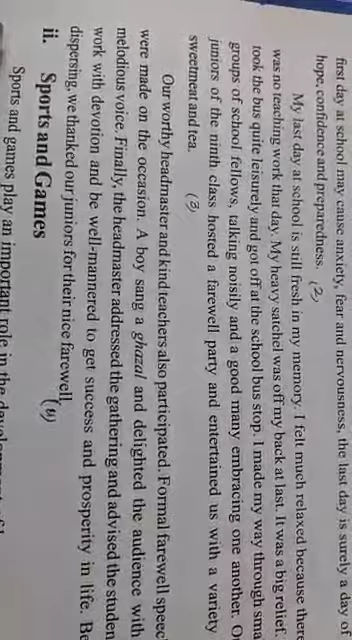 first day at school may cause anxiety, fear and nervousness, the last day is surely a day of
hope, confidence and preparedness. (2)
My last day at school is still fresh in my memory. I felt much relaxed because there
was no teaching work that day. My heavy satchel was off my back at last. It was a big relief.
took the bus quite leisurely and got off at the school bus stop. I made my way through sma
groups of school fellows, talking noisily and a good many embracing one another. O
juniors of the ninth class hosted a farewell party and entertained us with a variety
sweetmeat and tea. (3)
Our worthy headmaster and kind teachers also participated. Formal farewell speec
were made on the occasion. A boy sang a ghazal and delighted the audience with
melodious voice. Finally, the headmaster addressed the gathering and advised the studen
work with devotion and be well-mannered to get success and prosperity in life. Be
dispersing, we thanked our juniors for their nice farewell. (4)
ii. Sports and Games
Sports and games play an important role in the